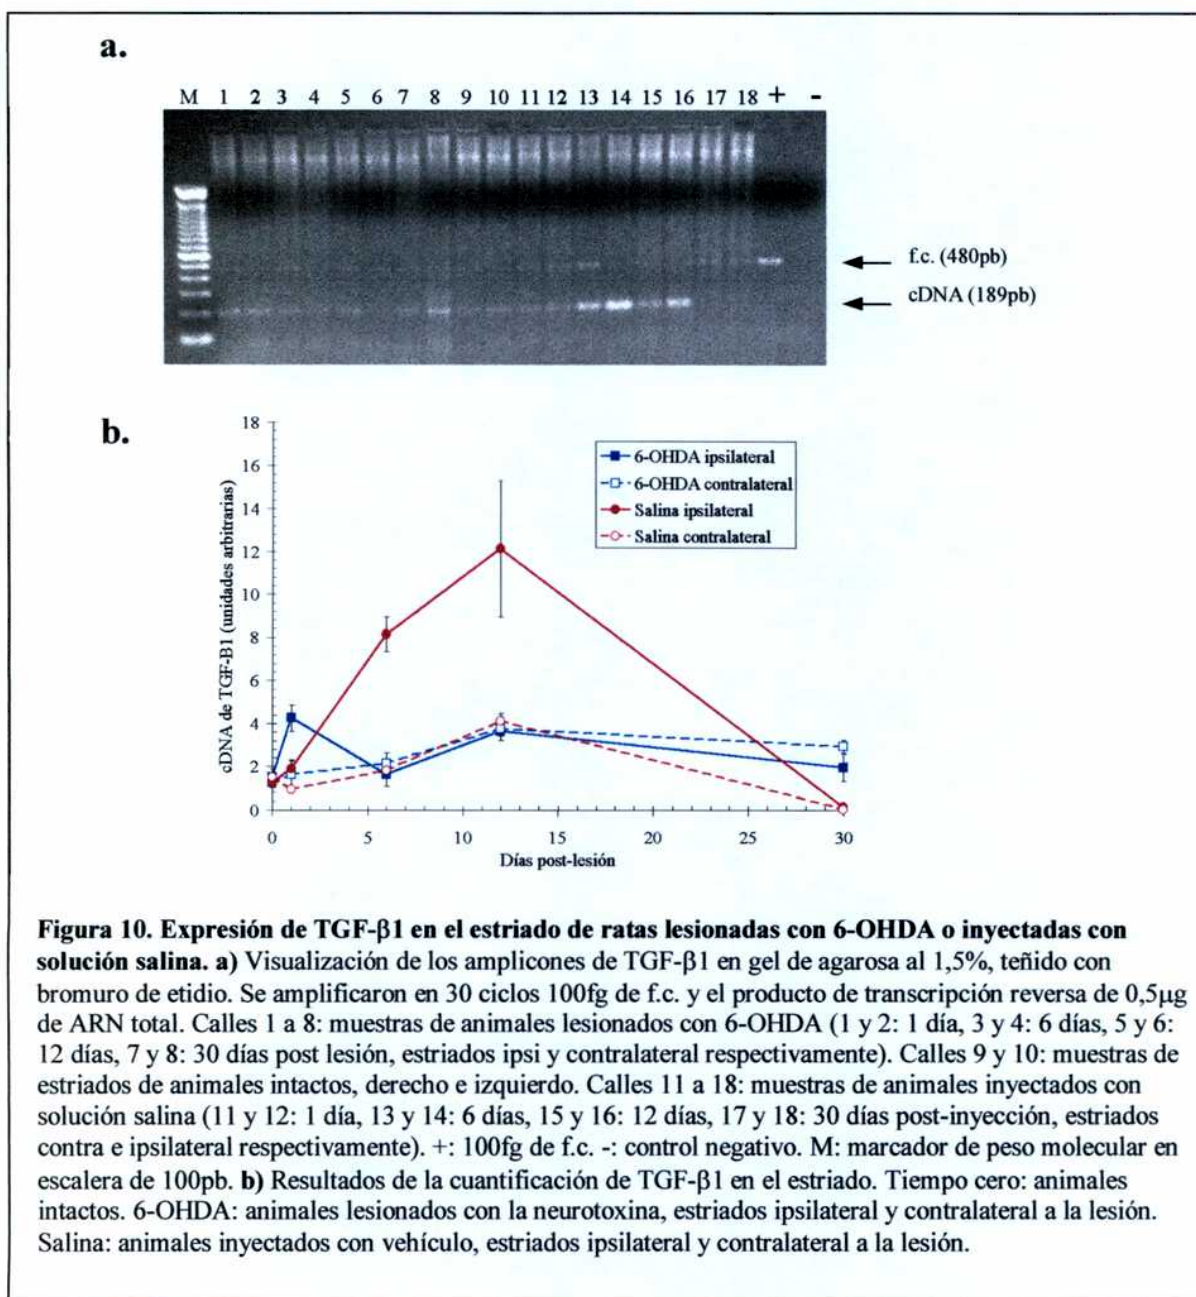 a.
M 1 2 3 4 5 6 7 8 9 10 11 12 13 14 15 16 17 18 + -
f.c. (480pb)
cDNA (189pb)
b.
18
16
14
12
10
8
6
4
2
0
cDNA de TGF-B1 (unidades arbitrarias)
6-OHDA ipsilateral
6-OHDA contralateral
Salina ipsilateral
Salina contralateral
0 5 10 15 20 25 30
Días post-lesión
Figura 10. Expresión de TGF-β1 en el estriado de ratas lesionadas con 6-OHDA o inyectadas con
solución salina. a) Visualización de los amplicones de TGF-β1 en gel de agarosa al 1,5%, teñido con
bromuro de etidio. Se amplificaron en 30 ciclos 100fg de f.c. y el producto de transcripción reversa de 0,5μg
de ARN total. Calles 1 a 8: muestras de animales lesionados con 6-OHDA (1 y 2: 1 día, 3 y 4: 6 días, 5 y 6:
12 días, 7 y 8: 30 días post lesión, estriados ipsi y contralateral respectivamente). Calles 9 y 10: muestras de
estriados de animales intactos, derecho e izquierdo. Calles 11 a 18: muestras de animales inyectados con
solución salina (11 y 12: 1 día, 13 y 14: 6 días, 15 y 16: 12 días, 17 y 18: 30 días post-inyección, estriados
contra e ipsilateral respectivamente). +: 100fg de f.c. -: control negativo. M: marcador de peso molecular en
escalera de 100pb. b) Resultados de la cuantificación de TGF-β1 en el estriado. Tiempo cero: animales
intactos. 6-OHDA: animales lesionados con la neurotoxina, estriados ipsilateral y contralateral a la lesión.
Salina: animales inyectados con vehículo, estriados ipsilateral y contralateral a la lesión.